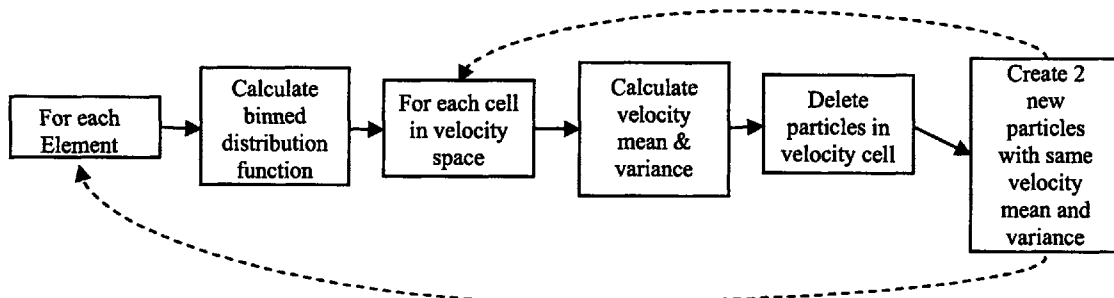 For each
Element
Calculate
binned
distribution
function
For each cell
in velocity
space
Calculate
velocity
mean &
variance
Delete
particles in
velocity cell
Create 2
new
particles
with same
velocity
mean and
variance